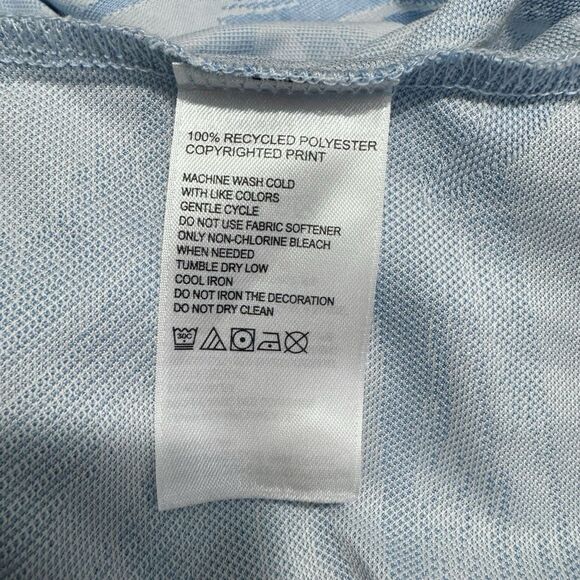 100% RECYCLED POLYESTER
COPYRIGHTED PRINT
MACHINE WASH COLD
WITH LIKE COLORS
GENTLE CYCLE
DO NOT USE FABRIC SOFTENER
ONLY NON-CHLORINE BLEACH
WHEN NEEDED
TUMBLE DRY LOW
COOL IRON
DO NOT IRON THE DECORATION
DO NOT DRY CLEAN
30C